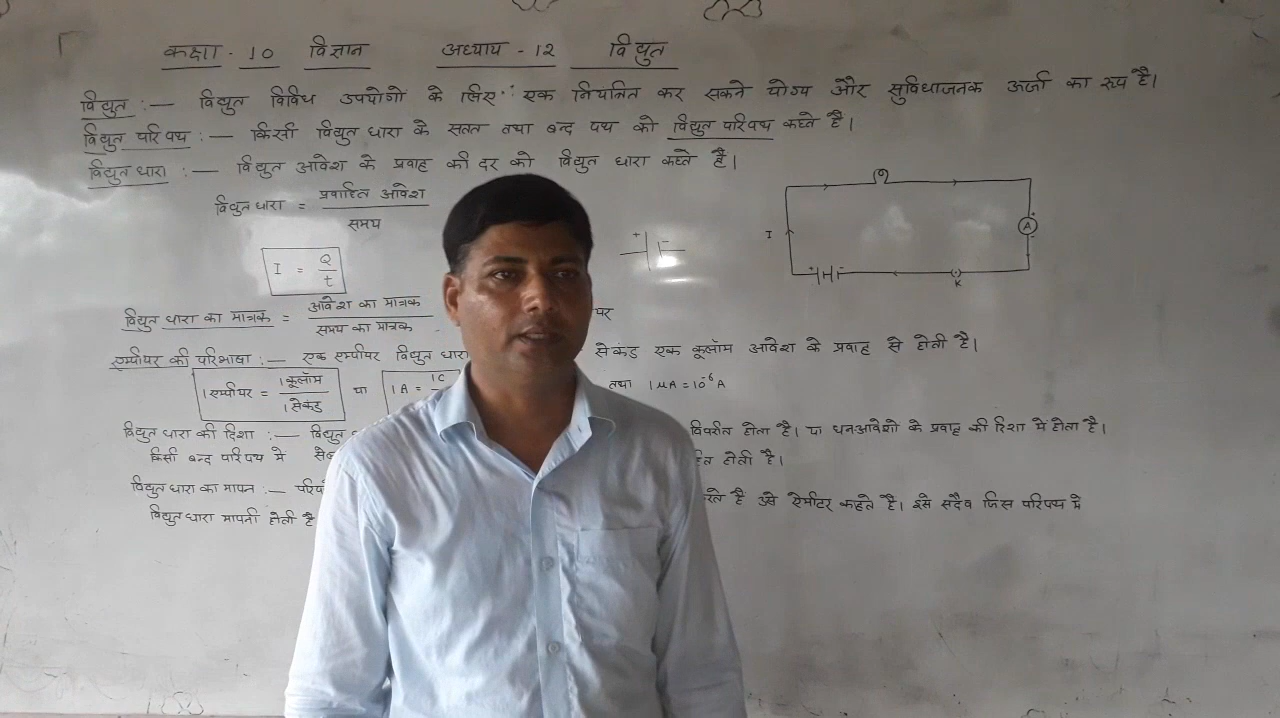 कक्षा - 10 विज्ञान अध्याय - 12 विद्युत
विद्युत :— विद्युत विविध उपयोगो के लिए एक नियंत्रित कर सकने योग्य और सुविधाजनक ऊर्जा का रूप है।
विद्युत परिपथ :— किसी विद्युत धारा के सतत तथा बन्द पथ को विद्युत परिपथ कहते है।
विद्युत धारा :— विद्युत आवेश के प्रवाह की दर को विद्युत धारा कहते है।
विद्युत धारा = प्रवाहित आवेश
समय
I = Q
t
+ -
I
A
K
+ -
विद्युत धारा का मात्रक = आवेश का मात्रक
समय का मात्रक
पर
एम्पीयर की परिभाषा :— एक एम्पीयर विद्युत धारा सेकंड एक कूलॉम आवेश के प्रवाह से होती है।
1 एम्पीयर = 1 कूलॉम
1 सेकंड
या 1A = 1C
तथा 1 μA = 10⁻⁶A
विद्युत धारा की दिशा :— विद्युत विपरीत होता है। या धनआवेशो के प्रवाह की दिशा मे होता है।
किसी बन्द परिपथ मे होती है।
विद्युत धारा का मापन :— है उसे ऐमीटर कहते है। इसे सदैव जिस परिपथ मे
विद्युत धारा मापनी होती है